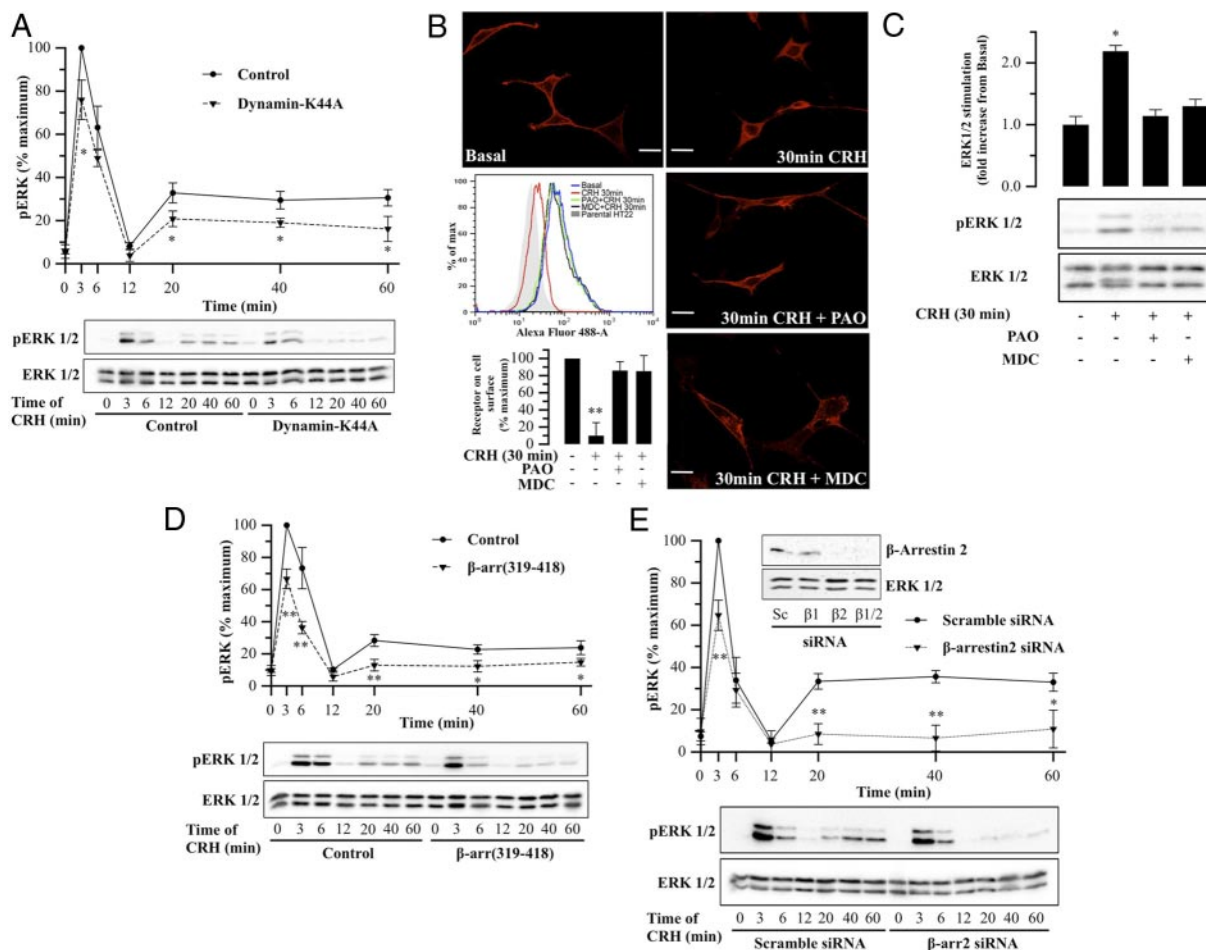 A
pERK (% maximum)
100
80
60
40
20
0
Control
Dynamin-K44A
*
* * *
0 3 6 12 20 40 60
Time (min)
pERK 1/2
ERK 1/2
Time of
CRH (min)
0 3 6 12 20 40 60 0 3 6 12 20 40 60
Control Dynamin-K44A
B
Basal
30min CRH
% of max
100
80
60
40
20
0
Basal
CRH 30min
PAO+CRH 30min
MDC+CRH 30min
Parental HT22
10⁰ 10¹ 10² 10³ 10⁴
Alexa Fluor 488-A
30min CRH + PAO
Receptor on cell
surface
(% maximum)
100
80
60
40
20
0
**
CRH (30 min) - + + +
PAO +
MDC +
30min CRH + MDC
C
ERK1/2 stimulation
(fold increase from Basal)
2.0
1.0
0.0
*
pERK 1/2
ERK 1/2
CRH (30 min) - + + +
PAO - - +
MDC - - +
D
pERK (% maximum)
100
80
60
40
20
0
Control
β-arr(319-418)
**
**
** * *
0 3 6 12 20 40 60
Time (min)
pERK 1/2
ERK 1/2
Time of
CRH (min)
0 3 6 12 20 40 60 0 3 6 12 20 40 60
Control β-arr(319-418)
E
pERK (% maximum)
100
80
60
40
20
0
β-Arrestin 2
ERK 1/2
Sc β1 β2 β1/2
siRNA
Scramble siRNA
β-arrestin2 siRNA
**
** ** *
0 3 6 12 20 40 60
Time (min)
pERK 1/2
ERK 1/2
Time of
CRH (min)
0 3 6 12 20 40 60 0 3 6 12 20 40 60
Scramble siRNA β-arr2 siRNA